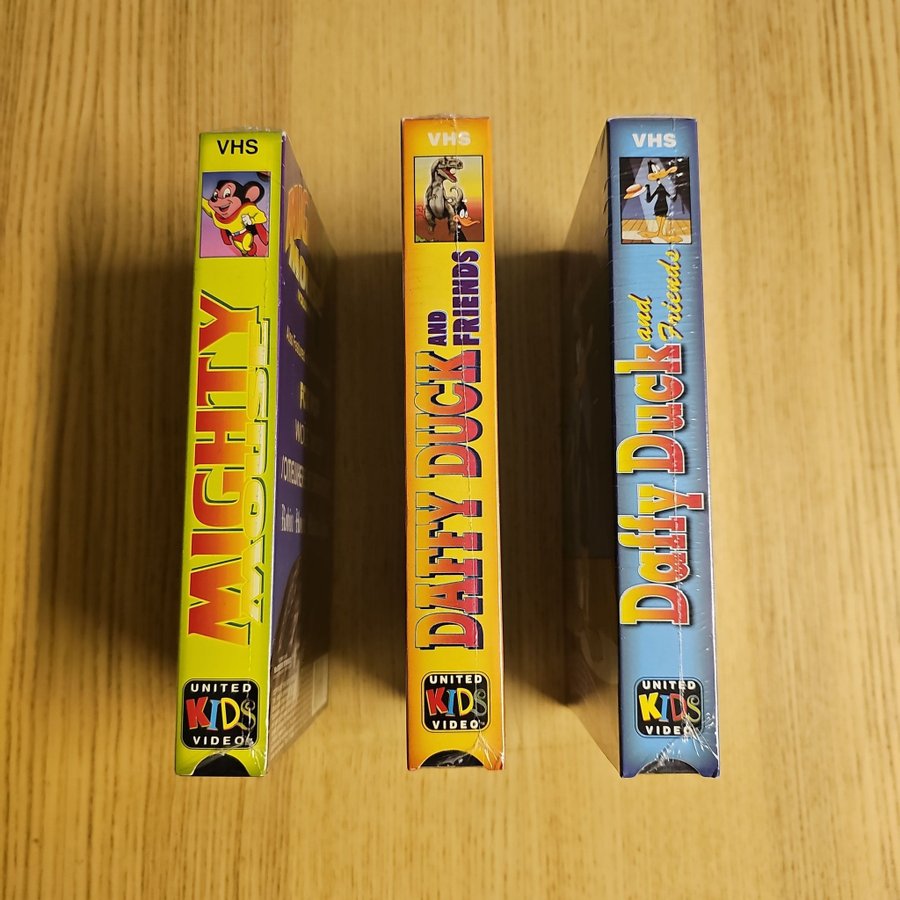 VHS
MIGHTY
MOUSE
UNITED
KIDS
VIDEO
VHS
DAFFY DUCK
AND
FRIENDS
UNITED
KIDS
VIDEO
VHS
Daffy Duck
and
Friends
UNITED
KIDS
VIDEO